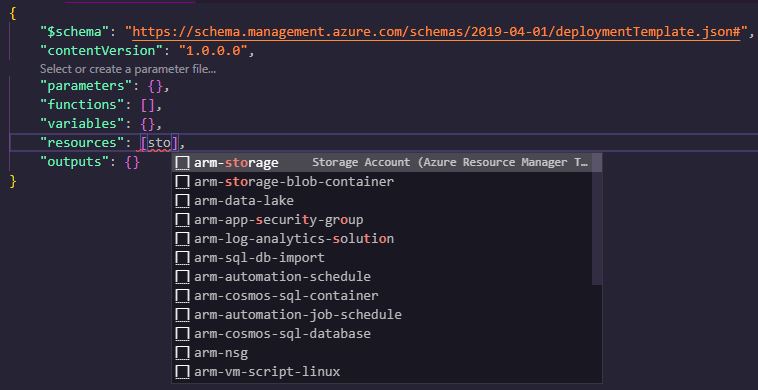 {
"$schema": "https://schema.management.azure.com/schemas/2019-04-01/deploymentTemplate.json#",
"contentVersion": "1.0.0.0",
Select or create a parameter file...
"parameters": {},
"functions": [],
"variables": {},
"resources": [sto],
"outputs": {}
}
arm-storage Storage Account (Azure Resource Manager T...
arm-storage-blob-container
arm-data-lake
arm-app-security-group
arm-log-analytics-solution
arm-sql-db-import
arm-automation-schedule
arm-cosmos-sql-container
arm-automation-job-schedule
arm-cosmos-sql-database
arm-nsg
arm-vm-script-linux